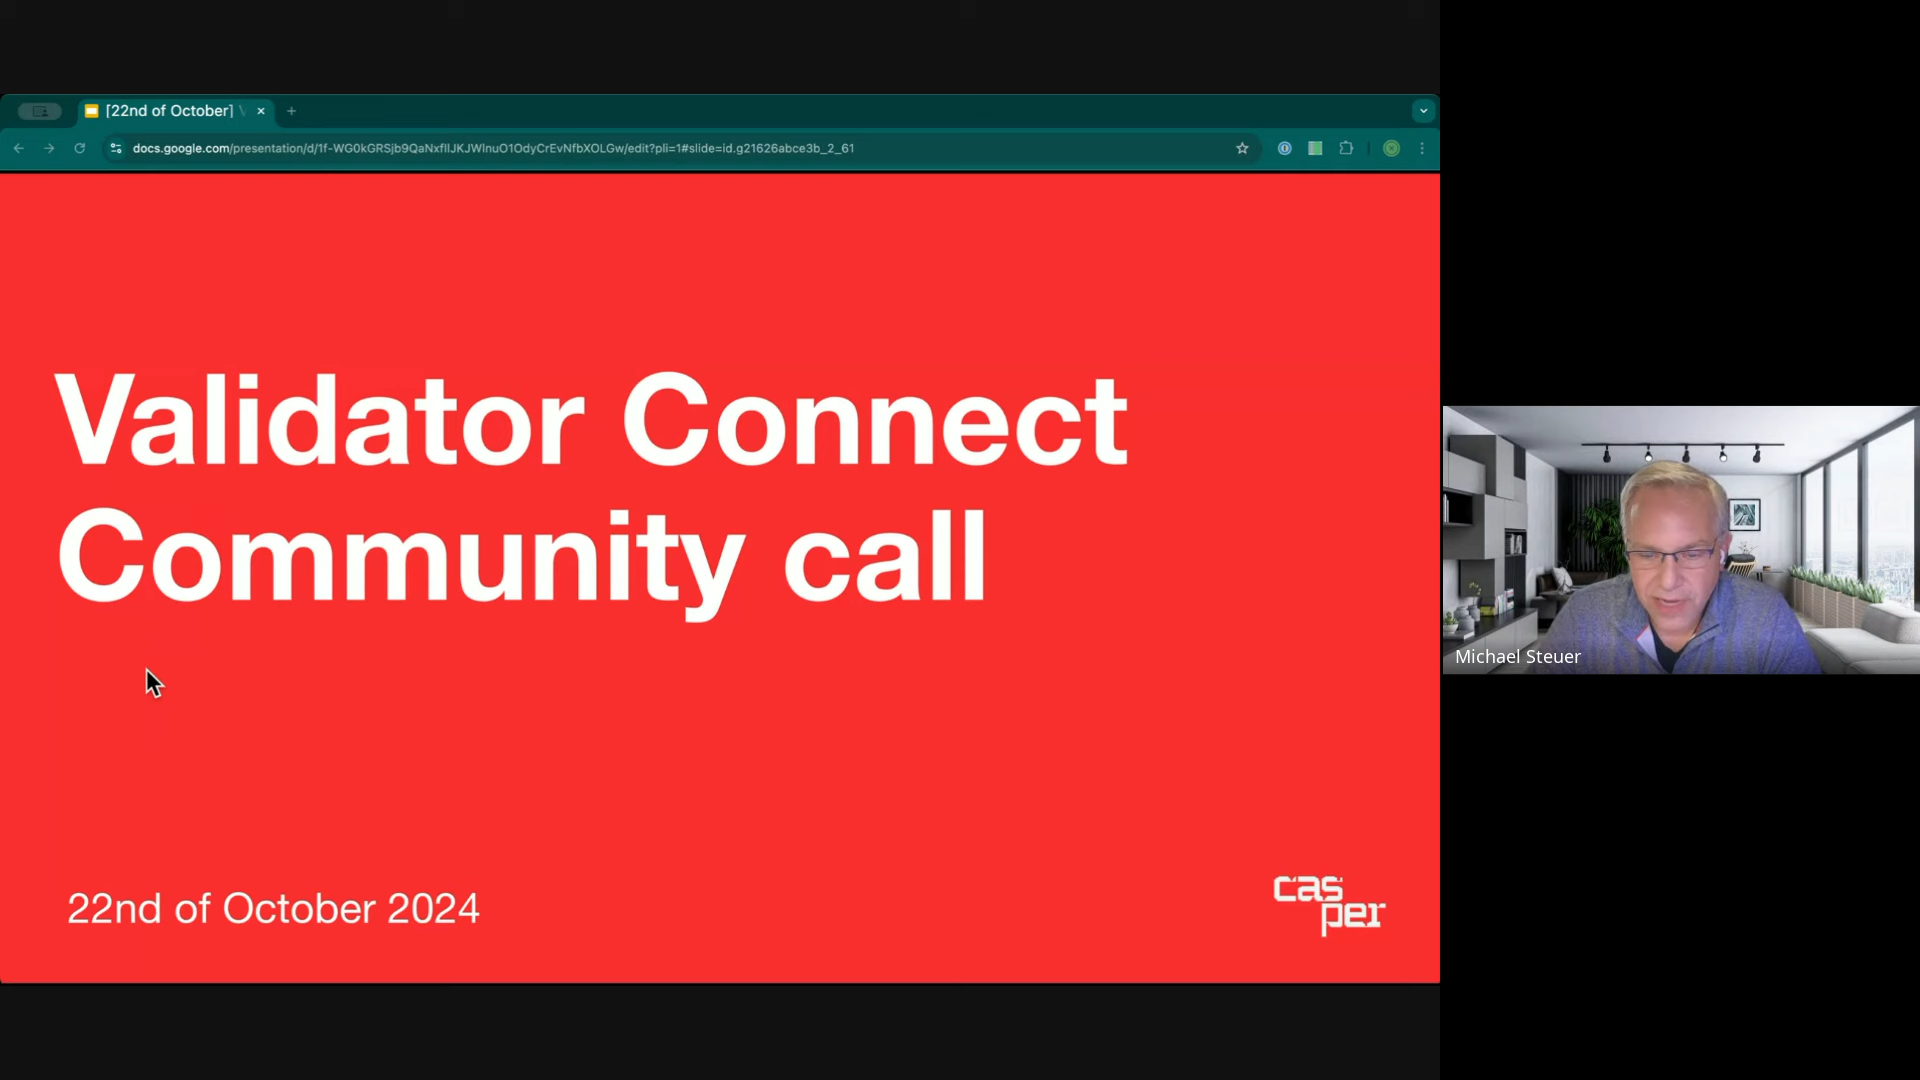 [22nd of October]
docs.google.com/presentation/d/1f-WG0kGRSjb9QaNxfIIJKJWInuO1OdyCrEvNfbXOLGw/edit?pli=1#slide=id.g21626abce3b_2_61
Validator Connect
Community call
22nd of October 2024
cas
per
Michael Steuer